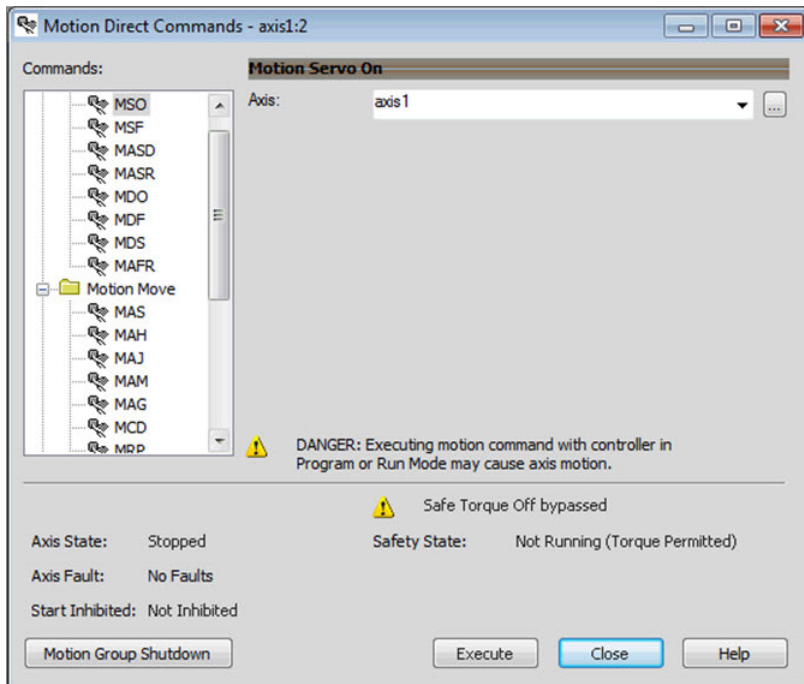 Motion Direct Commands - axis1:2
Commands:
MSO
MSF
MASD
MASR
MDO
MDF
MDS
MAFR
Motion Move
MAS
MAH
MAJ
MAM
MAG
MCD
MRP
Motion Servo On
Axis: axis1
...
DANGER: Executing motion command with controller in
Program or Run Mode may cause axis motion.
Safe Torque Off bypassed
Axis State: Stopped
Safety State: Not Running (Torque Permitted)
Axis Fault: No Faults
Start Inhibited: Not Inhibited
Motion Group Shutdown
Execute
Close
Help